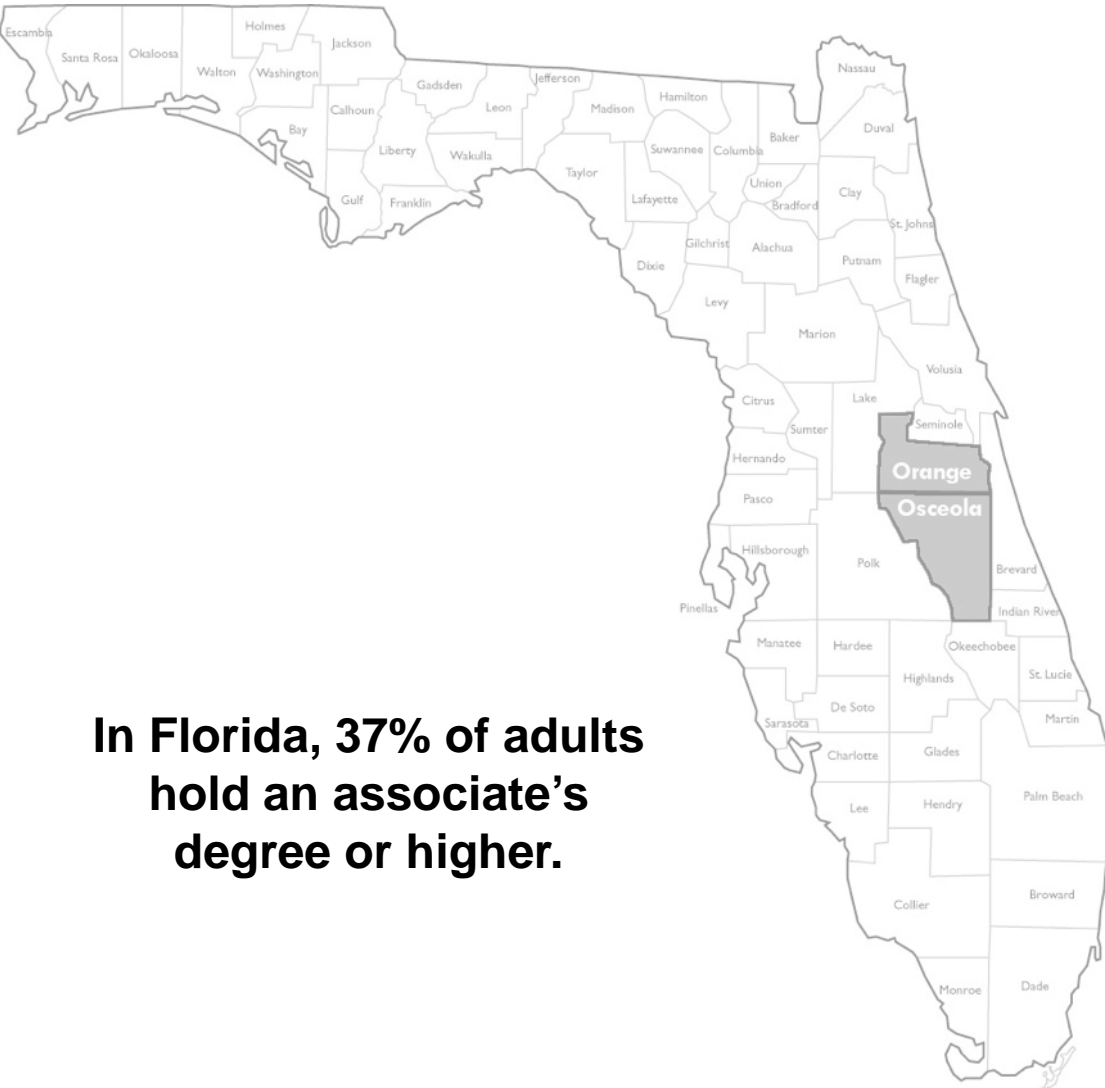 Escambia
Santa Rosa
Okaloosa
Walton
Holmes
Washington
Jackson
Bay
Calhoun
Gulf
Liberty
Gadsden
Franklin
Leon
Wakulla
Jefferson
Madison
Taylor
Hamilton
Suwannee
Lafayette
Dixie
Columbia
Gilchrist
Levy
Baker
Union
Bradford
Alachua
Nassau
Duval
Clay
St. Johns
Putnam
Flagler
Marion
Volusia
Citrus
Sumter
Lake
Seminole
Hernando
Orange
Pasco
Osceola
Hillsborough
Polk
Brevard
Pinellas
Indian River
Manatee
Hardee
Okeechobee
Highlands
St. Lucie
De Soto
Sarasota
Martin
Charlotte
Glades
Lee
Hendry
Palm Beach
Collier
Broward
Monroe
Dade
In Florida, 37% of adults
hold an associate’s
degree or higher.